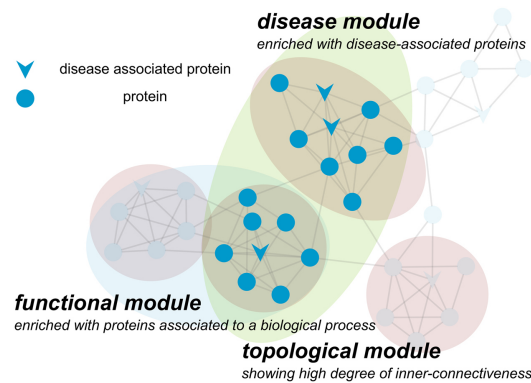 disease module
enriched with disease-associated proteins
disease associated protein
protein
functional module
enriched with proteins associated to a biological process
topological module
showing high degree of inner-connectiveness